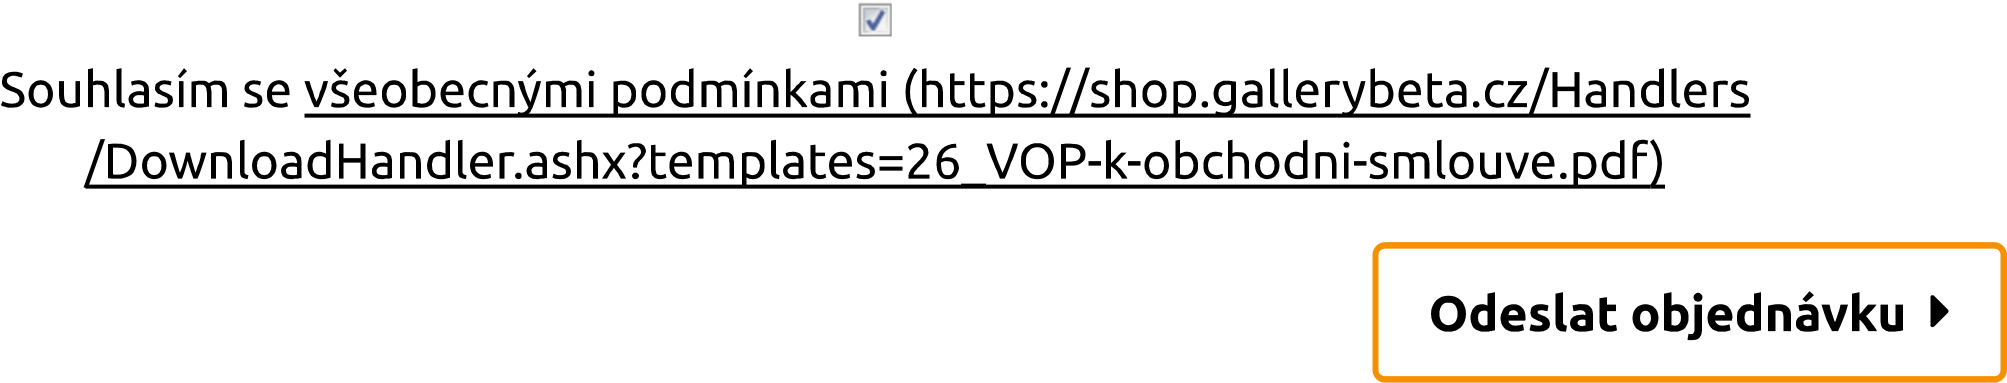 Souhlasím se všeobecnými podmínkami (https://shop.gallerybeta.cz/Handlers
/DownloadHandler.ashx?templates=26_VOP-k-obchodni-smlouve.pdf)
Odeslat objednávku